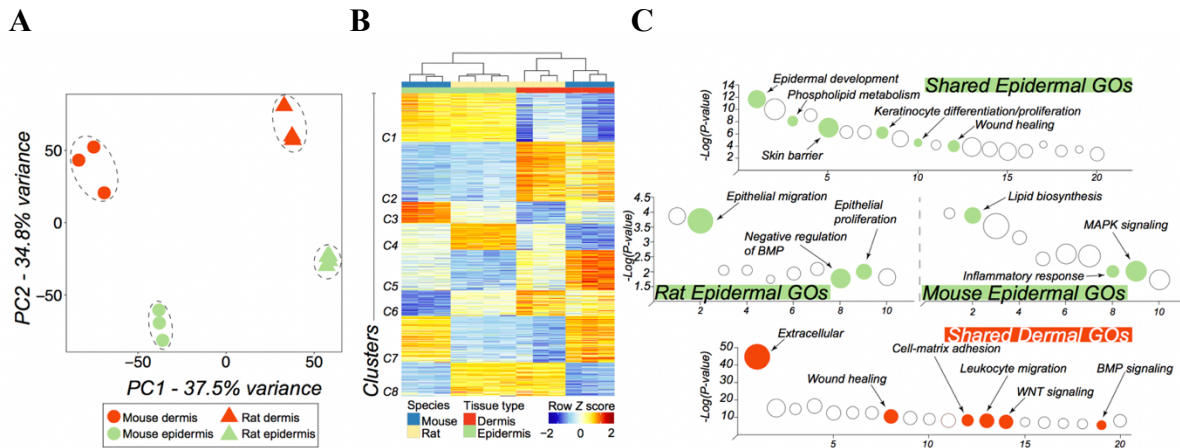 A
50
0
−50
PC2 - 34.8% variance
−50
0
50
PC1 - 37.5% variance
Mouse dermis
Rat dermis
Mouse epidermis
Rat epidermis
B
Clusters
C1
C2
C3
C4
C5
C6
C7
C8
Species
Mouse
Rat
Tissue type
Dermis
Epidermis
Row Z score
−2
0
2
C
Shared Epidermal GOs
-Log(P-value)
14
12
10
8
6
4
2
Epidermal development
Phospholipid metabolism
Keratinocyte differentiation/proliferation
Wound healing
Skin barrier
5
10
15
20
-Log(P-value)
4.5
4
3.5
3
2.5
2
1.5
Epithelial migration
Epithelial
proliferation
Negative regulation
of BMP
Rat Epidermal GOs
2
4
6
8
10
Lipid biosynthesis
MAPK signaling
Inflammatory response
Mouse Epidermal GOs
2
4
6
8
10
Shared Dermal GOs
-Log(P-value)
50
40
30
20
10
0
Extracellular
Cell-matrix adhesion
Leukocyte migration
BMP signaling
Wound healing
WNT signaling
5
10
15
20